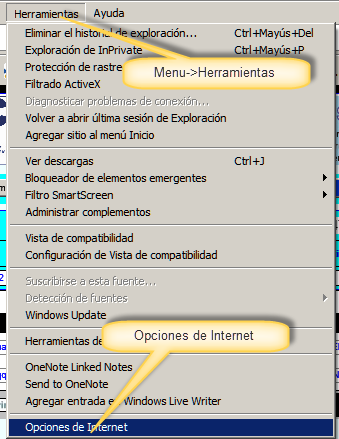 Herramientas Ayuda
Eliminar el historial de exploración... Ctrl+Mayús+Del
Exploración de InPrivate Ctrl+Mayús+P
Protección de rastre
Menu->Herramientas
Filtrado ActiveX
Diagnosticar problemas de conexión...
Volver a abrir última sesión de Exploración
Agregar sitio al menú Inicio
Ver descargas Ctrl+J
Bloqueador de elementos emergentes
Filtro SmartScreen
Administrar complementos
Vista de compatibilidad
Configuración de Vista de compatibilidad
Suscribirse a esta fuente...
Detección de fuentes
Windows Update
Herramientas de
Opciones de Internet
OneNote Linked Notes
Send to OneNote
Agregar entrada en Windows Live Writer
Opciones de Internet